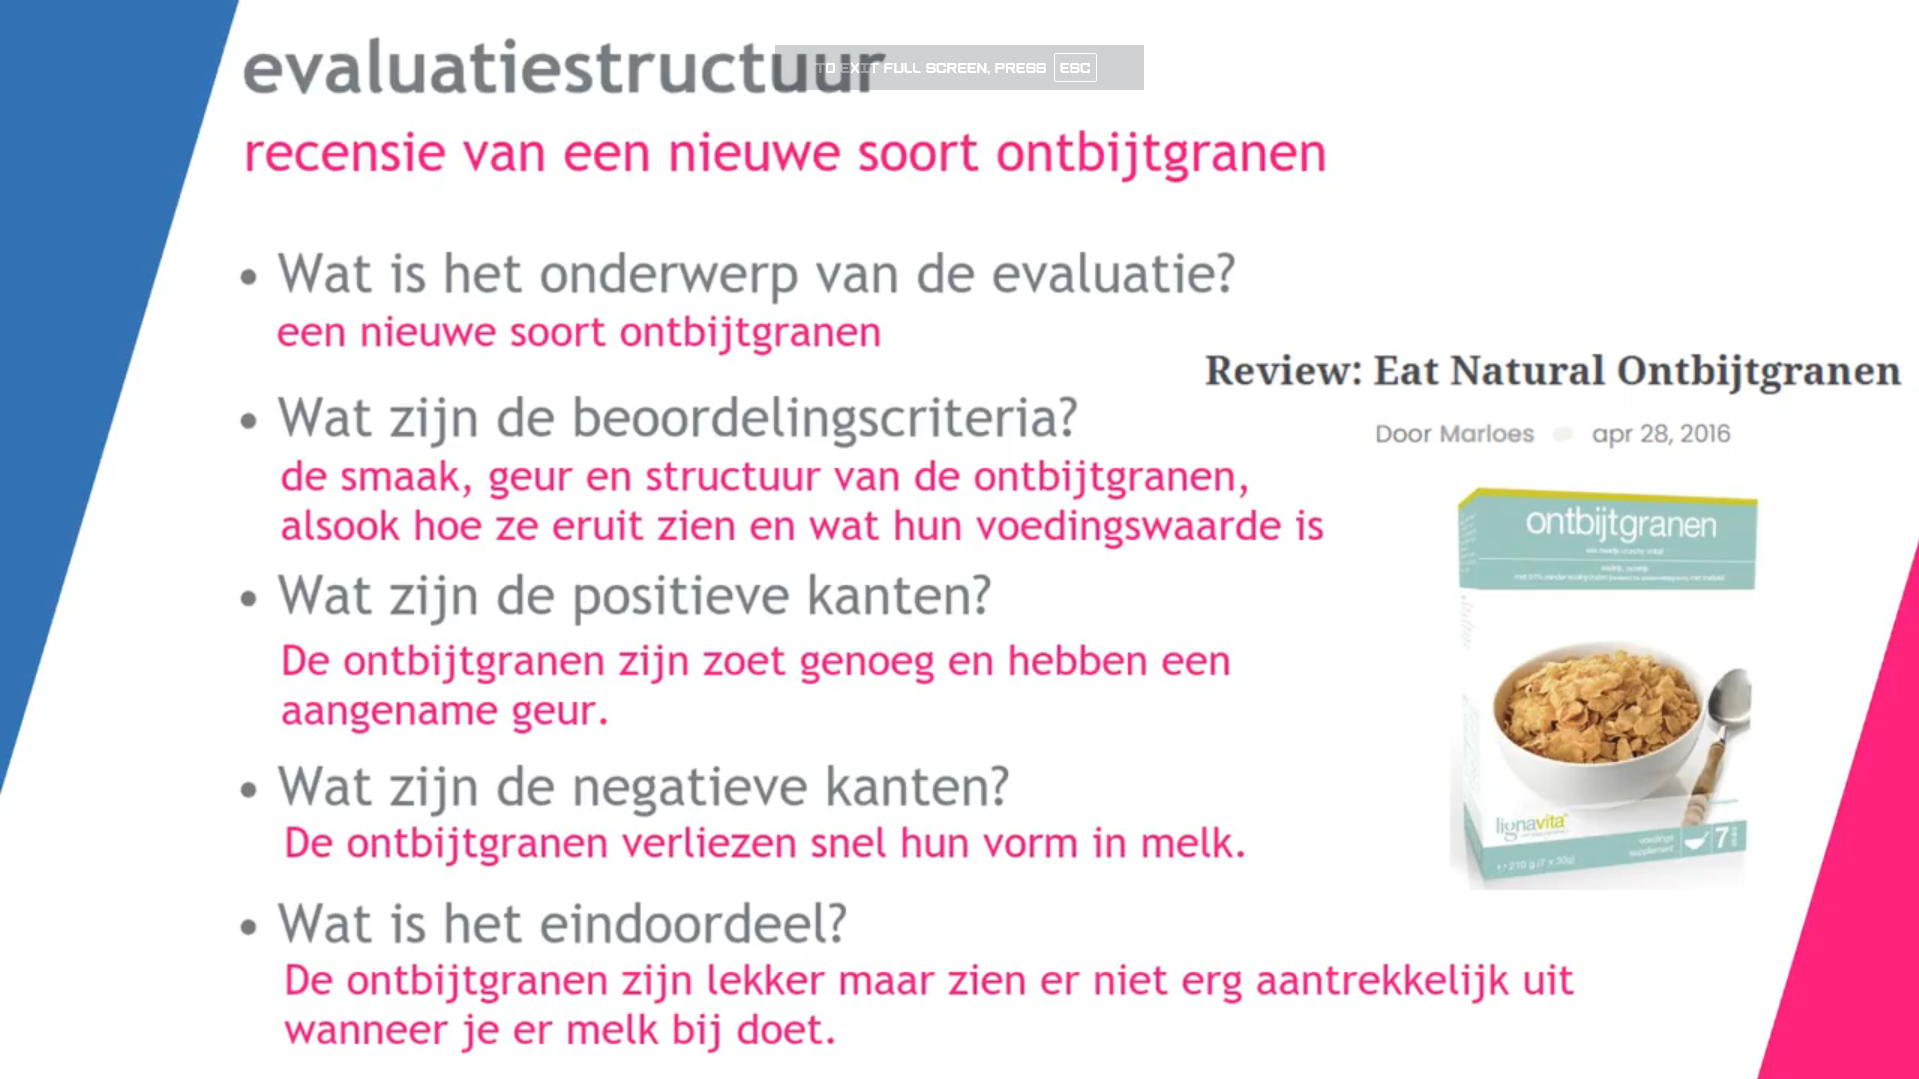 evaluatiestructuur
TO EXIT FULL SCREEN, PRESS ESC
recensie van een nieuwe soort ontbijtgranen
• Wat is het onderwerp van de evaluatie?
een nieuwe soort ontbijtgranen
• Wat zijn de beoordelingscriteria?
de smaak, geur en structuur van de ontbijtgranen,
alsook hoe ze eruit zien en wat hun voedingswaarde is
• Wat zijn de positieve kanten?
De ontbijtgranen zijn zoet genoeg en hebben een
aangename geur.
• Wat zijn de negatieve kanten?
De ontbijtgranen verliezen snel hun vorm in melk.
• Wat is het eindoordeel?
De ontbijtgranen zijn lekker maar zien er niet erg aantrekkelijk uit
wanneer je er melk bij doet.
Review: Eat Natural Ontbijtgranen
Door Marloes apr 28, 2016
ontbijtgranen
lignavita
voedings
supplement
7
210 g (7 x 30g)